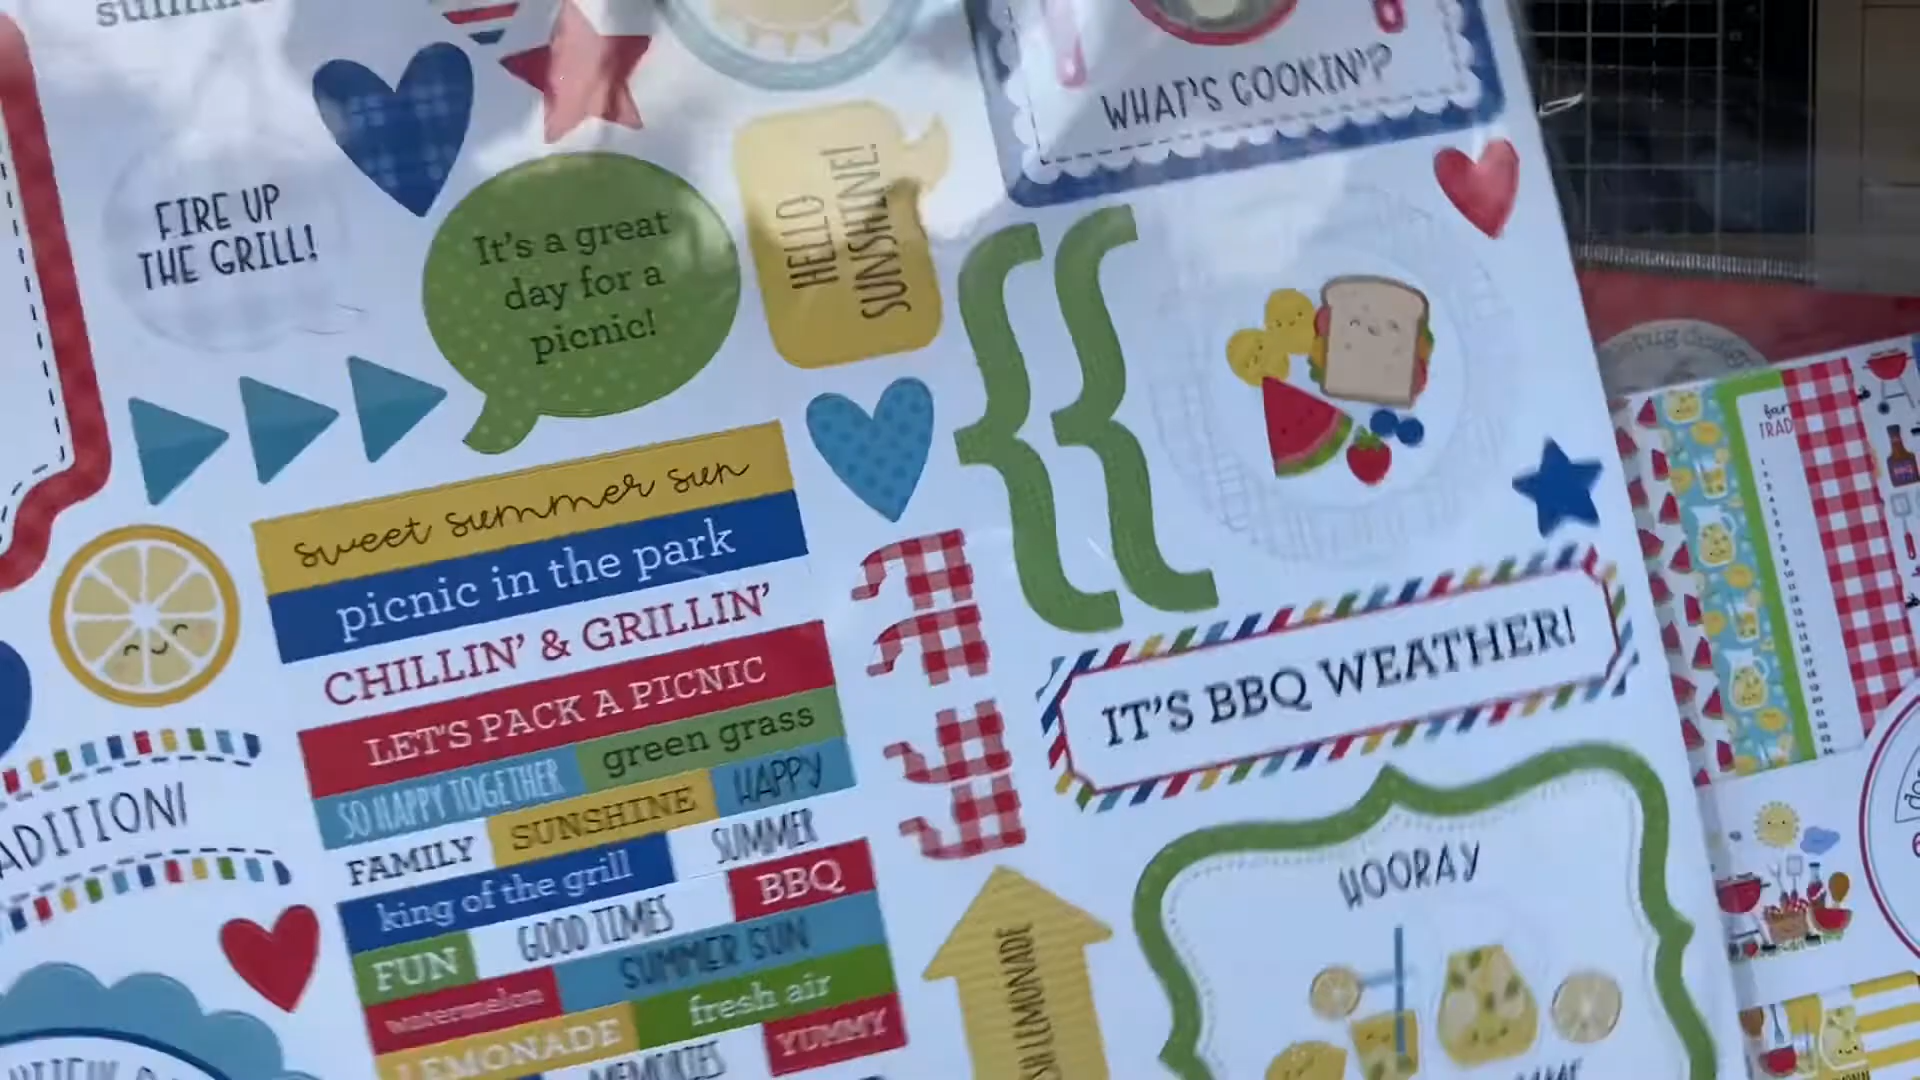 WHAT'S COOKIN'?
FIRE UP
THE GRILL!
It's a great
day for a
picnic!
HELLO
SUNSHINE!
sweet summer sun
picnic in the park
CHILLIN' & GRILLIN'
LET'S PACK A PICNIC
SO HAPPY TOGETHER
green grass
FAMILY
SUNSHINE
HAPPY
king of the grill
SUMMER
FUN
GOOD TIMES
BBQ
watermelon
SUMMER SUN
LEMONADE
fresh air
MEMORIES
YUMMY
IT'S BBQ WEATHER!
HOORAY
LEMONADE